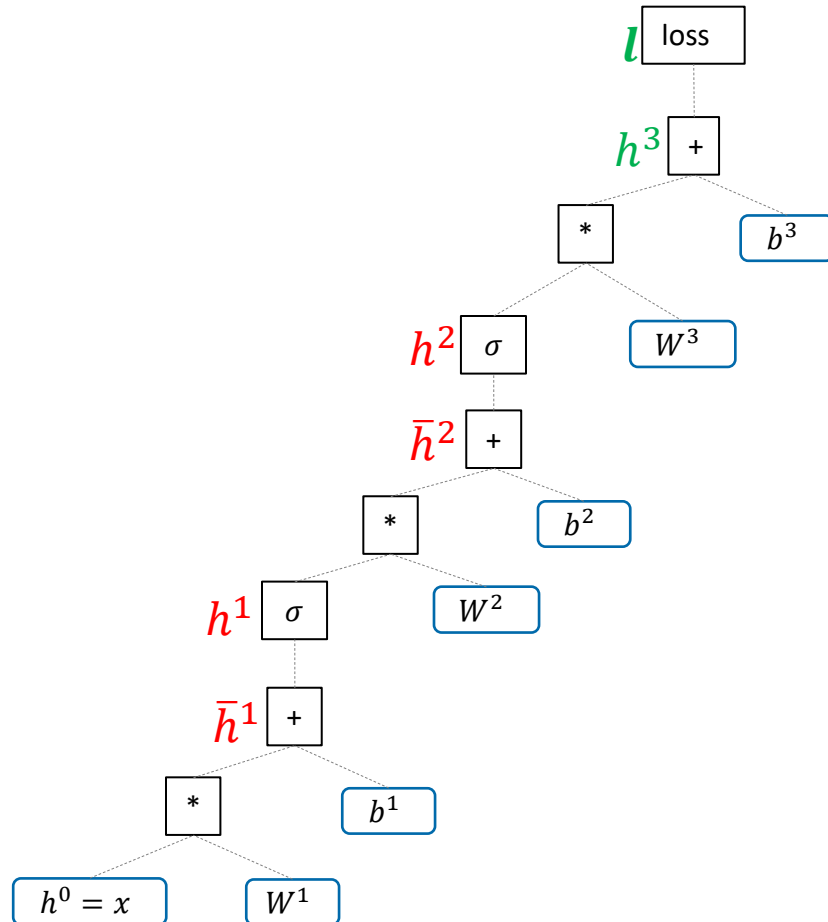 l loss
h³ +
* b³
h² σ W³
h̄² +
* b²
h¹ σ W²
h̄¹ +
* b¹
h⁰ = x W¹